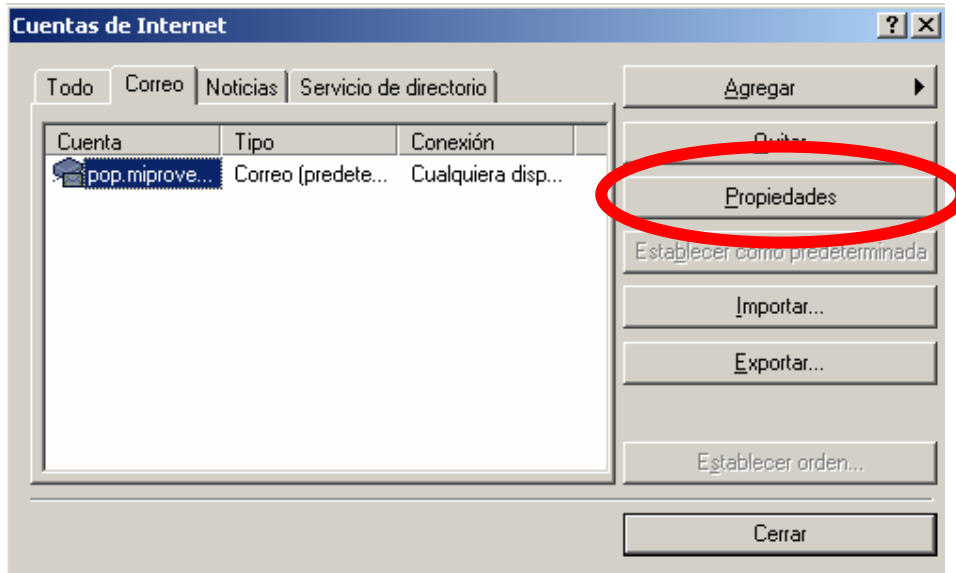 Cuentas de Internet
Todo Correo Noticias Servicio de directorio
Cuenta Tipo Conexión
pop.miprove... Correo (predete... Cualquiera disp...
Agregar
Quitar
Propiedades
Establecer como predeterminada
Importar...
Exportar...
Establecer orden...
Cerrar